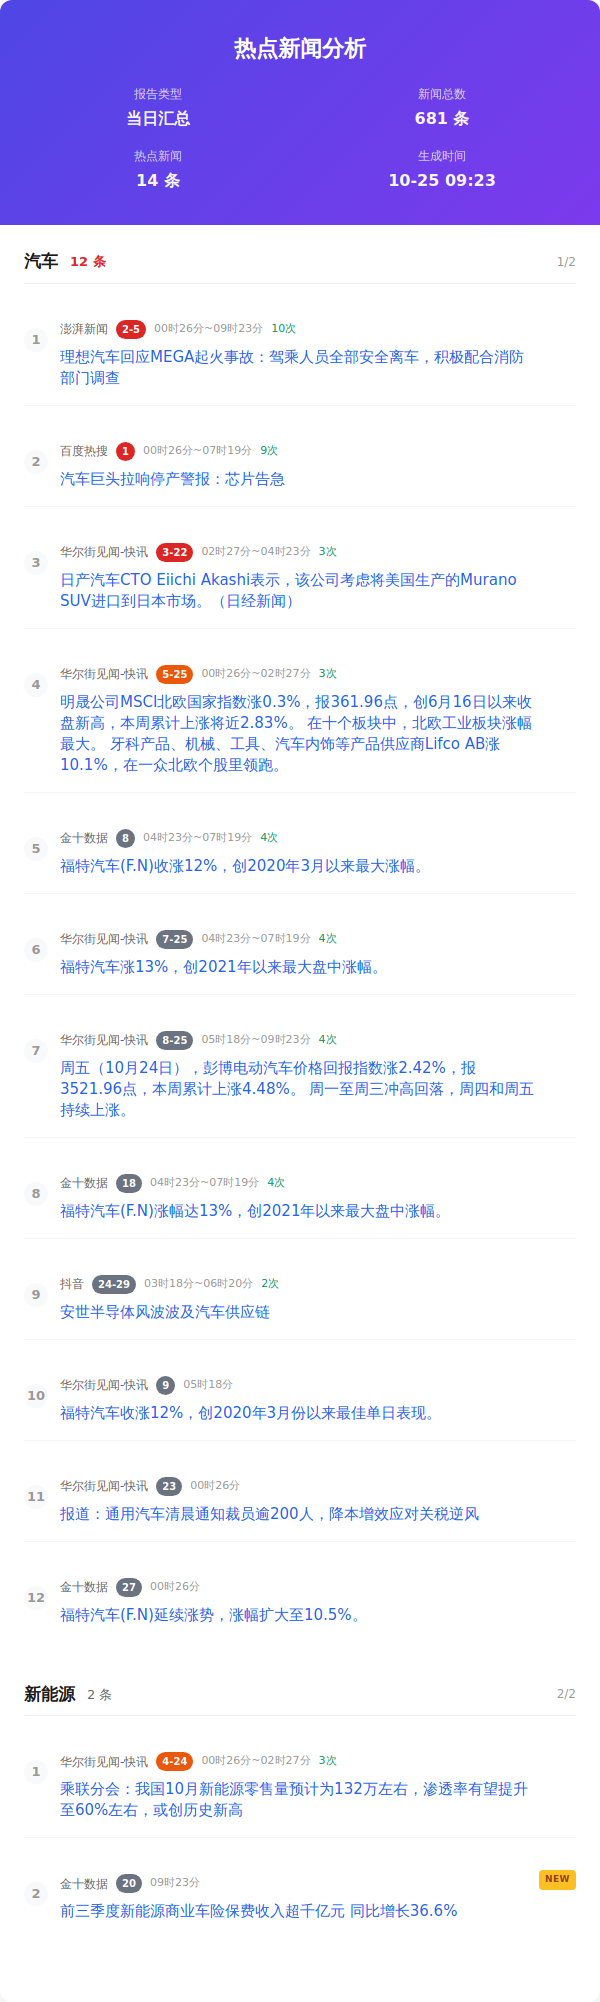 热点新闻分析
报告类型
新闻总数
当日汇总
681 条
热点新闻
生成时间
14 条
10-25 09:23
汽车 12 条 1/2
1
澎湃新闻 2-5 00时26分~09时23分 10次
理想汽车回应MEGA起火事故：驾乘人员全部安全离车，积极配合消防
部门调查
2
百度热搜 1 00时26分~07时19分 9次
汽车巨头拉响停产警报：芯片告急
3
华尔街见闻-快讯 3-22 02时27分~04时23分 3次
日产汽车CTO Eiichi Akashi表示，该公司考虑将美国生产的Murano
SUV进口到日本市场。（日经新闻）
4
华尔街见闻-快讯 5-25 00时26分~02时27分 3次
明晟公司MSCI北欧国家指数涨0.3%，报361.96点，创6月16日以来收
盘新高，本周累计上涨将近2.83%。 在十个板块中，北欧工业板块涨幅
最大。 牙科产品、机械、工具、汽车内饰等产品供应商Lifco AB涨
10.1%，在一众北欧个股里领跑。
5
金十数据 8 04时23分~07时19分 4次
福特汽车(F.N)收涨12%，创2020年3月以来最大涨幅。
6
华尔街见闻-快讯 7-25 04时23分~07时19分 4次
福特汽车涨13%，创2021年以来最大盘中涨幅。
7
华尔街见闻-快讯 8-25 05时18分~09时23分 4次
周五（10月24日），彭博电动汽车价格回报指数涨2.42%，报
3521.96点，本周累计上涨4.48%。 周一至周三冲高回落，周四和周五
持续上涨。
8
金十数据 18 04时23分~07时19分 4次
福特汽车(F.N)涨幅达13%，创2021年以来最大盘中涨幅。
9
抖音 24-29 03时18分~06时20分 2次
安世半导体风波波及汽车供应链
10
华尔街见闻-快讯 9 05时18分
福特汽车收涨12%，创2020年3月份以来最佳单日表现。
11
华尔街见闻-快讯 23 00时26分
报道：通用汽车清晨通知裁员逾200人，降本增效应对关税逆风
12
金十数据 27 00时26分
福特汽车(F.N)延续涨势，涨幅扩大至10.5%。
新能源 2 条 2/2
1
华尔街见闻-快讯 4-24 00时26分~02时27分 3次
乘联分会：我国10月新能源零售量预计为132万左右，渗透率有望提升
至60%左右，或创历史新高
2
金十数据 20 09时23分 NEW
前三季度新能源商业车险保费收入超千亿元 同比增长36.6%